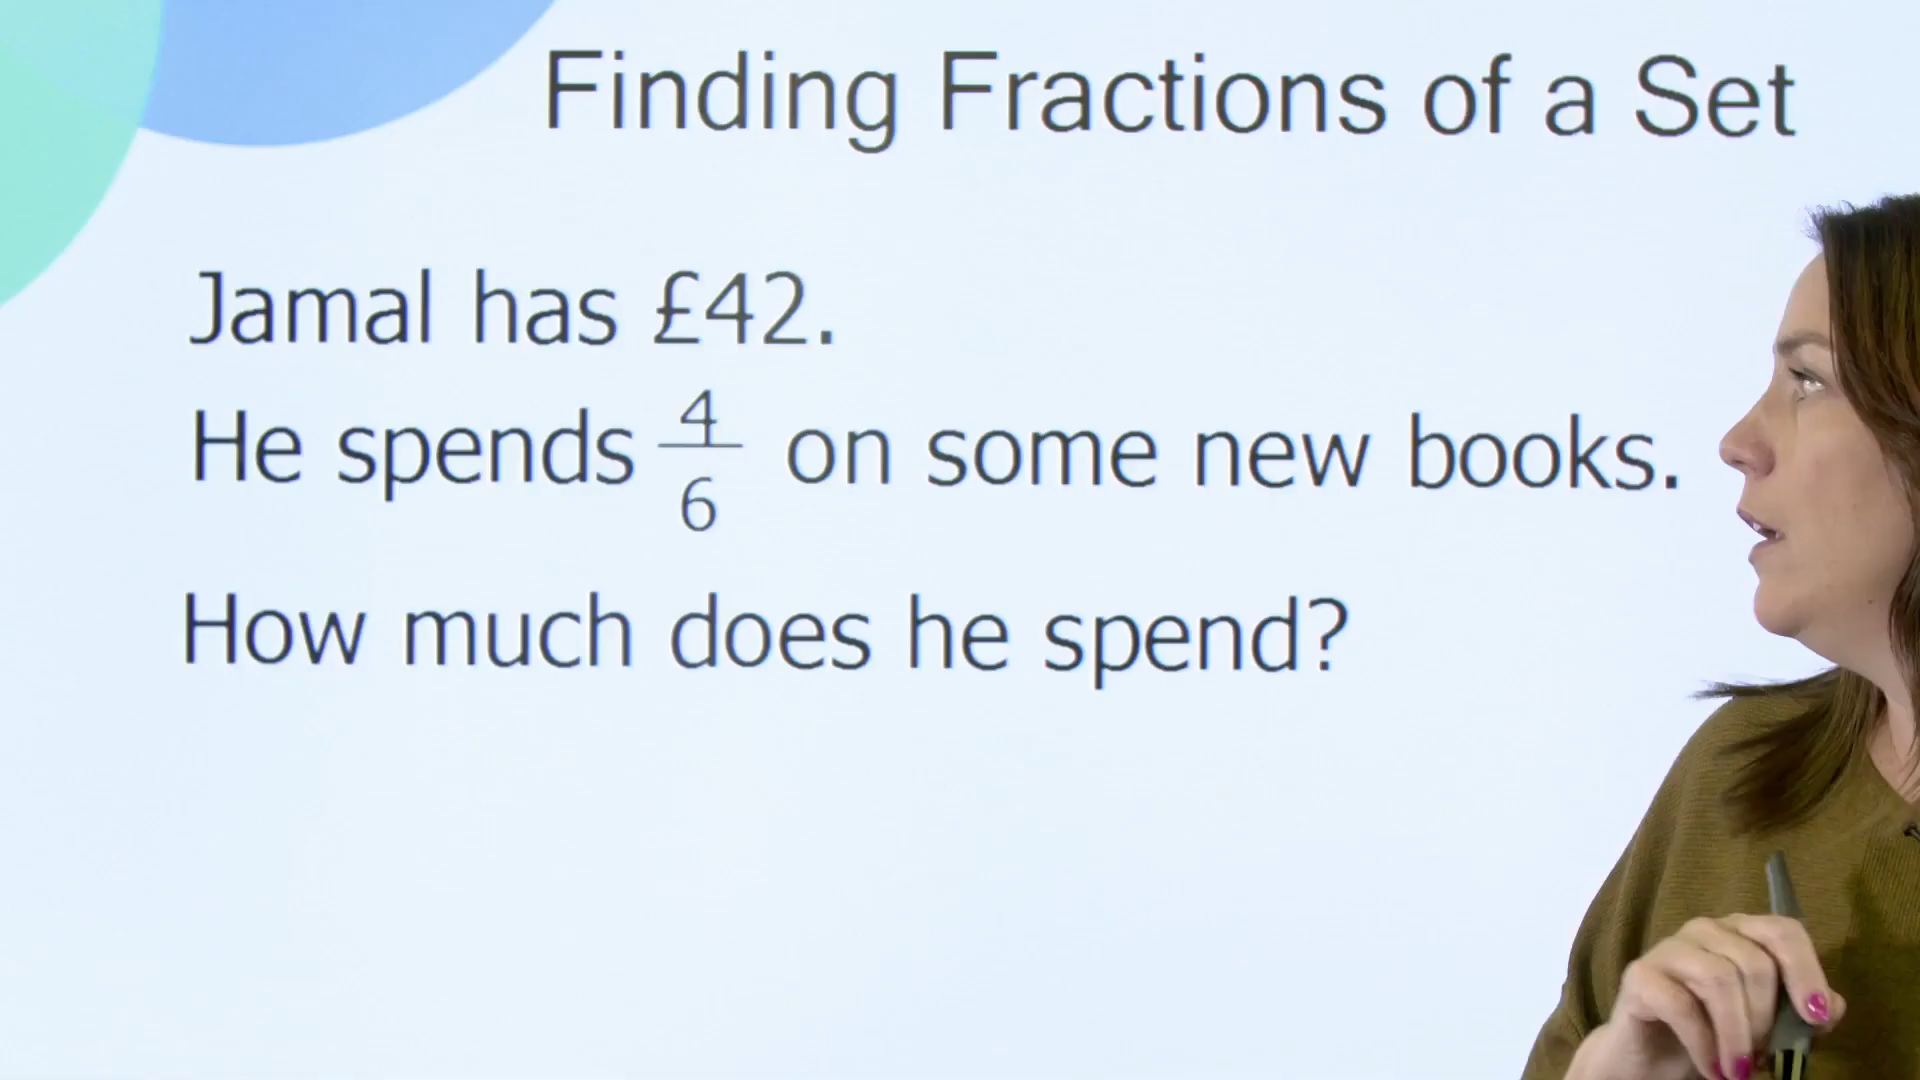 Finding Fractions of a Set
Jamal has £42.
He spends 4/6 on some new books.
How much does he spend?